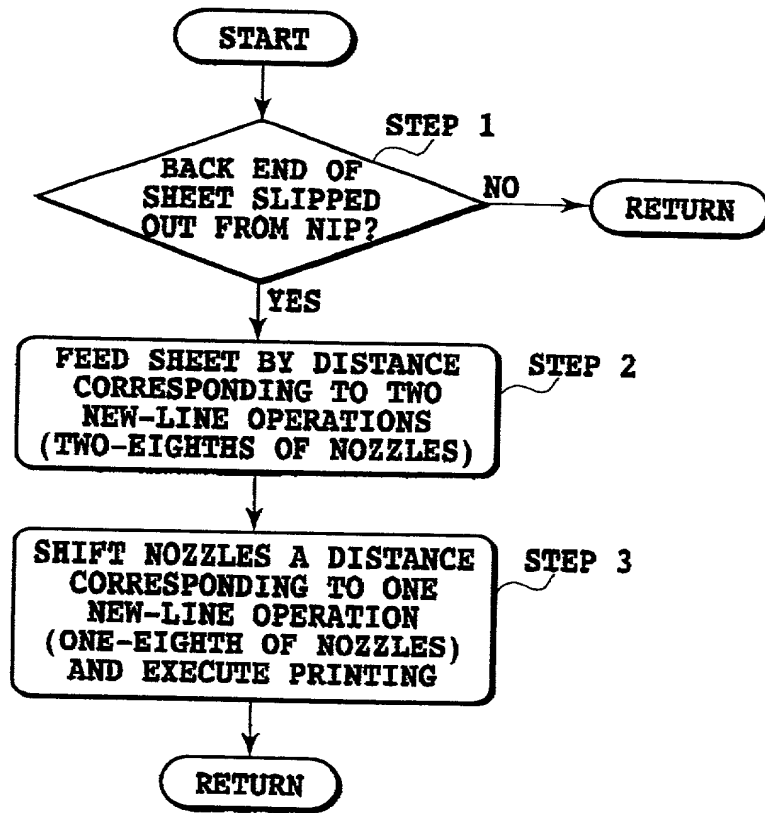 START
STEP 1
BACK END OF
SHEET SLIPPED
OUT FROM NIP?
NO
RETURN
YES
FEED SHEET BY DISTANCE
CORRESPONDING TO TWO
NEW-LINE OPERATIONS
(TWO-EIGHTHS OF NOZZLES)
STEP 2
SHIFT NOZZLES A DISTANCE
CORRESPONDING TO ONE
NEW-LINE OPERATION
(ONE-EIGHTH OF NOZZLES)
AND EXECUTE PRINTING
STEP 3
RETURN